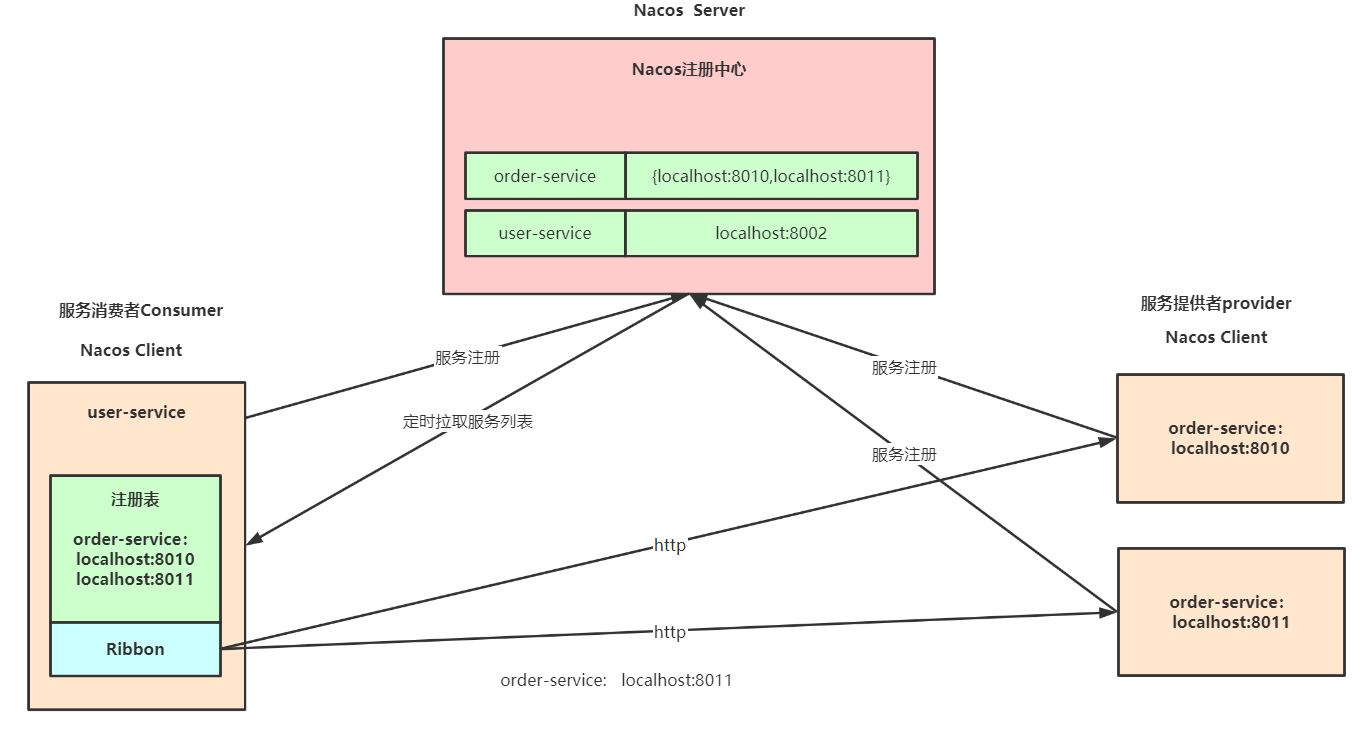 Nacos  Server
Nacos注册中心
order-service
{localhost:8010,localhost:8011}
user-service
localhost:8002
服务消费者Consumer
Nacos Client
服务提供者provider
Nacos Client
服务注册
服务注册
定时拉取服务列表
服务注册
user-service
注册表
order-service：
localhost:8010
localhost:8011
Ribbon
order-service：
localhost:8010
http
http
order-service：
localhost:8011
order-service:   localhost:8011